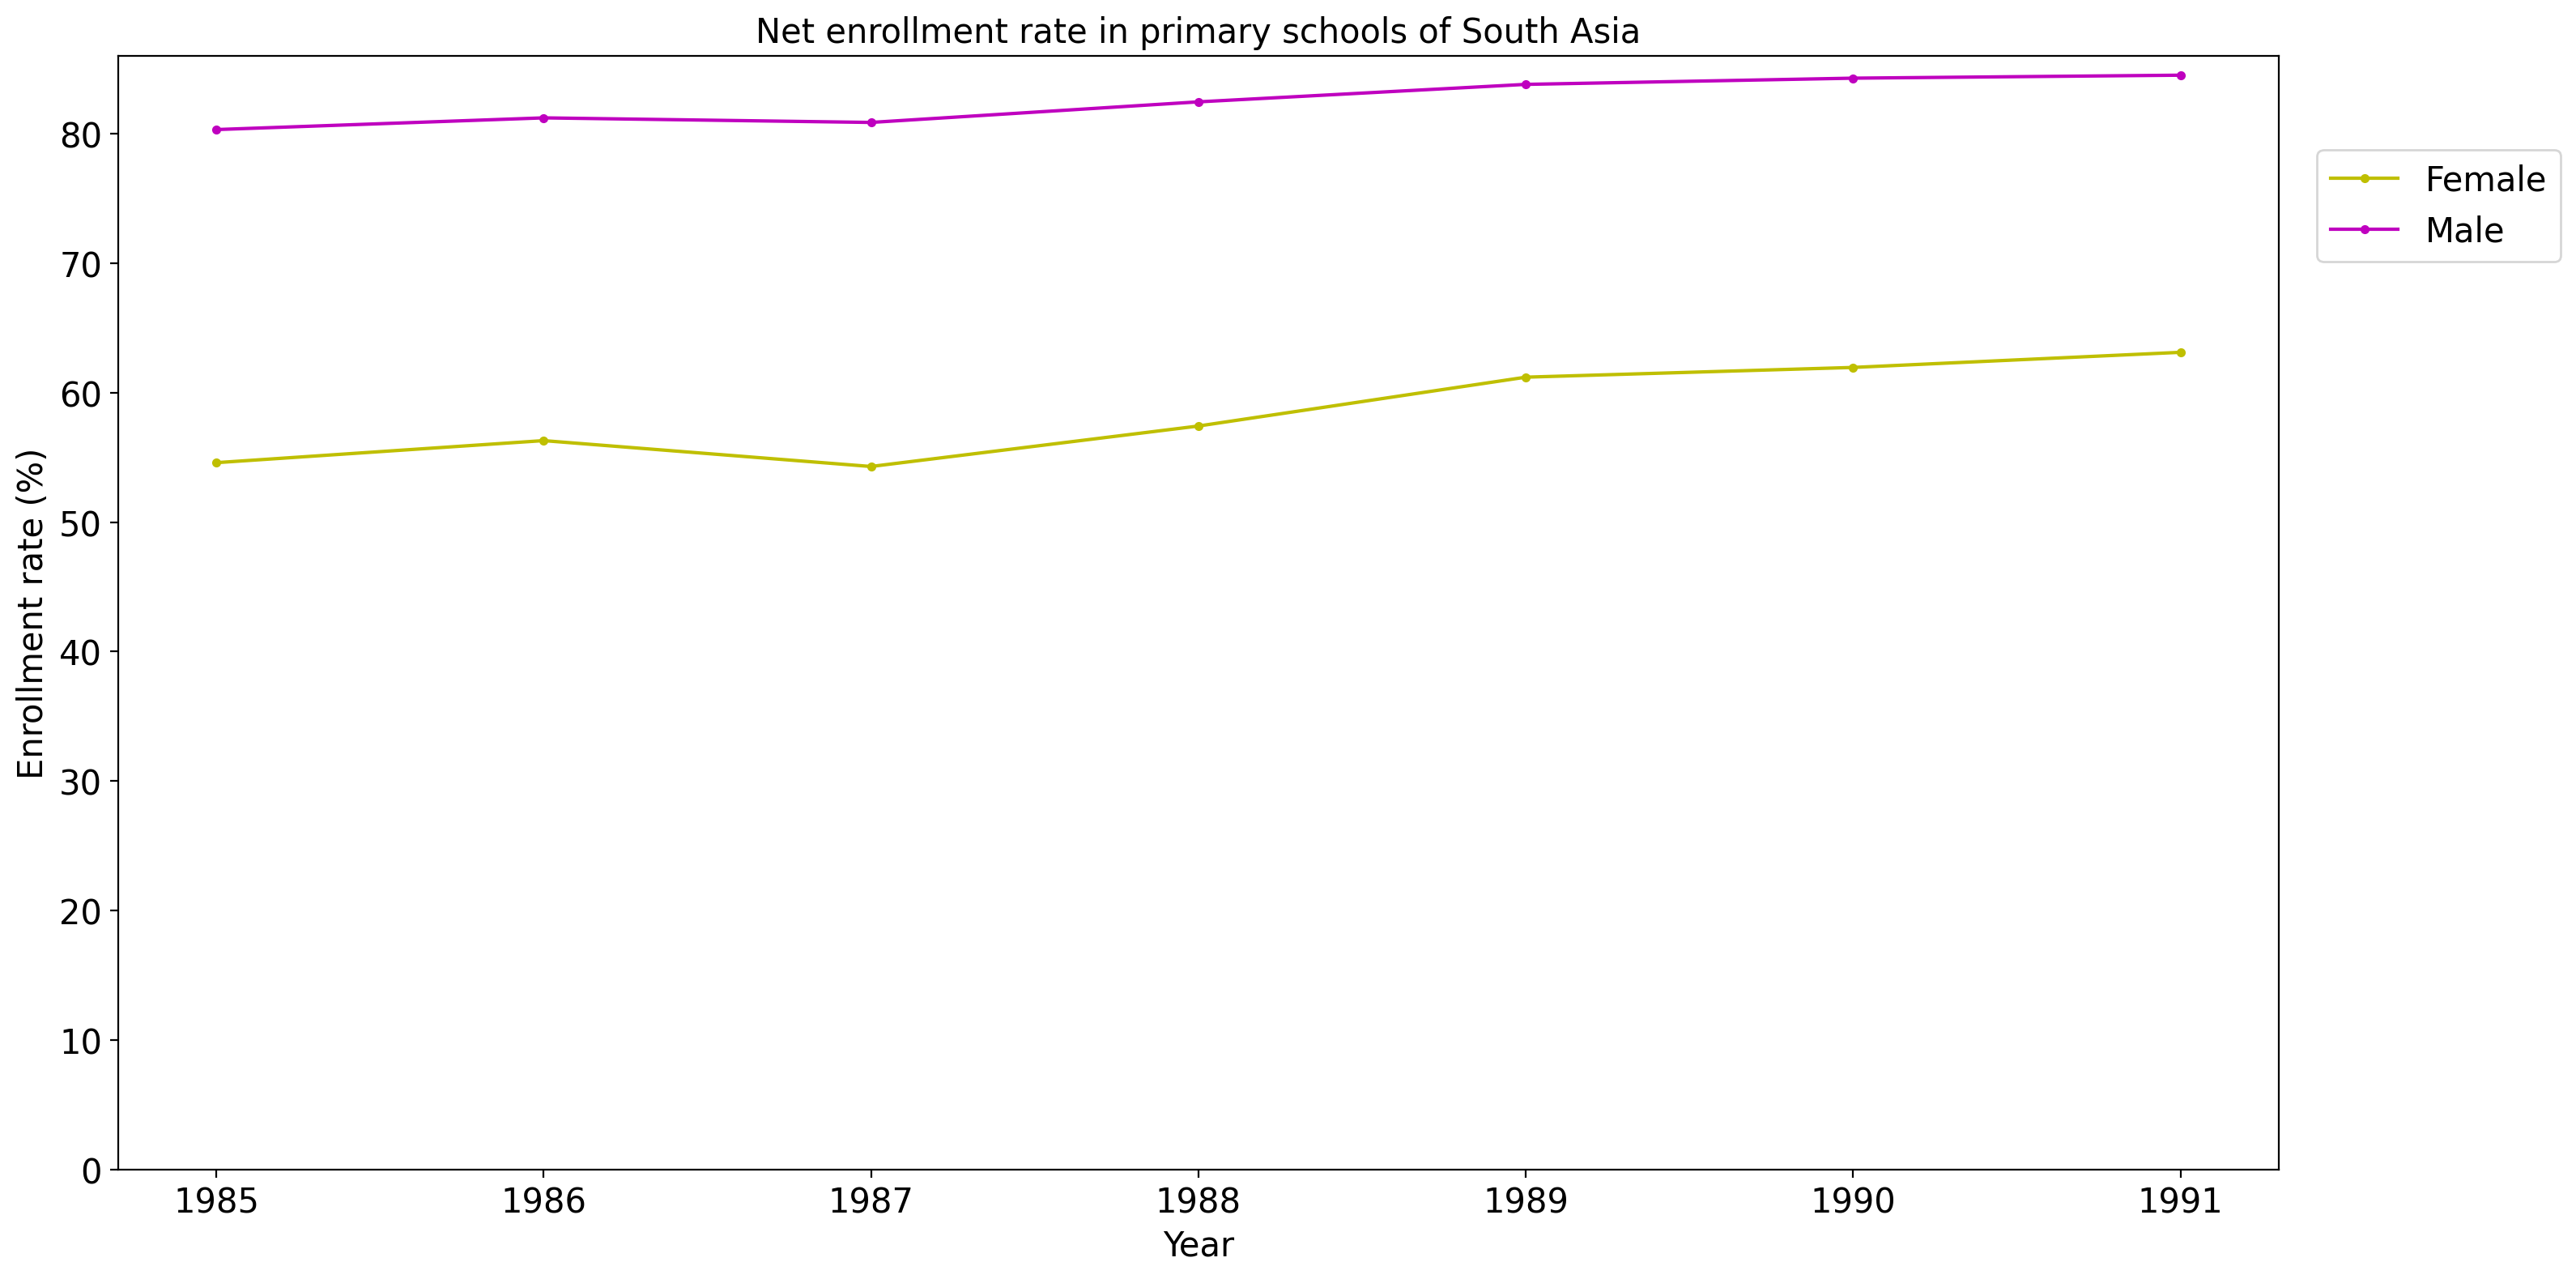 Net enrollment rate in primary schools of South Asia
80
70
60
50
40
30
20
10
0
Enrollment rate (%)
1985 1986 1987 1988 1989 1990 1991
Year
Female
Male